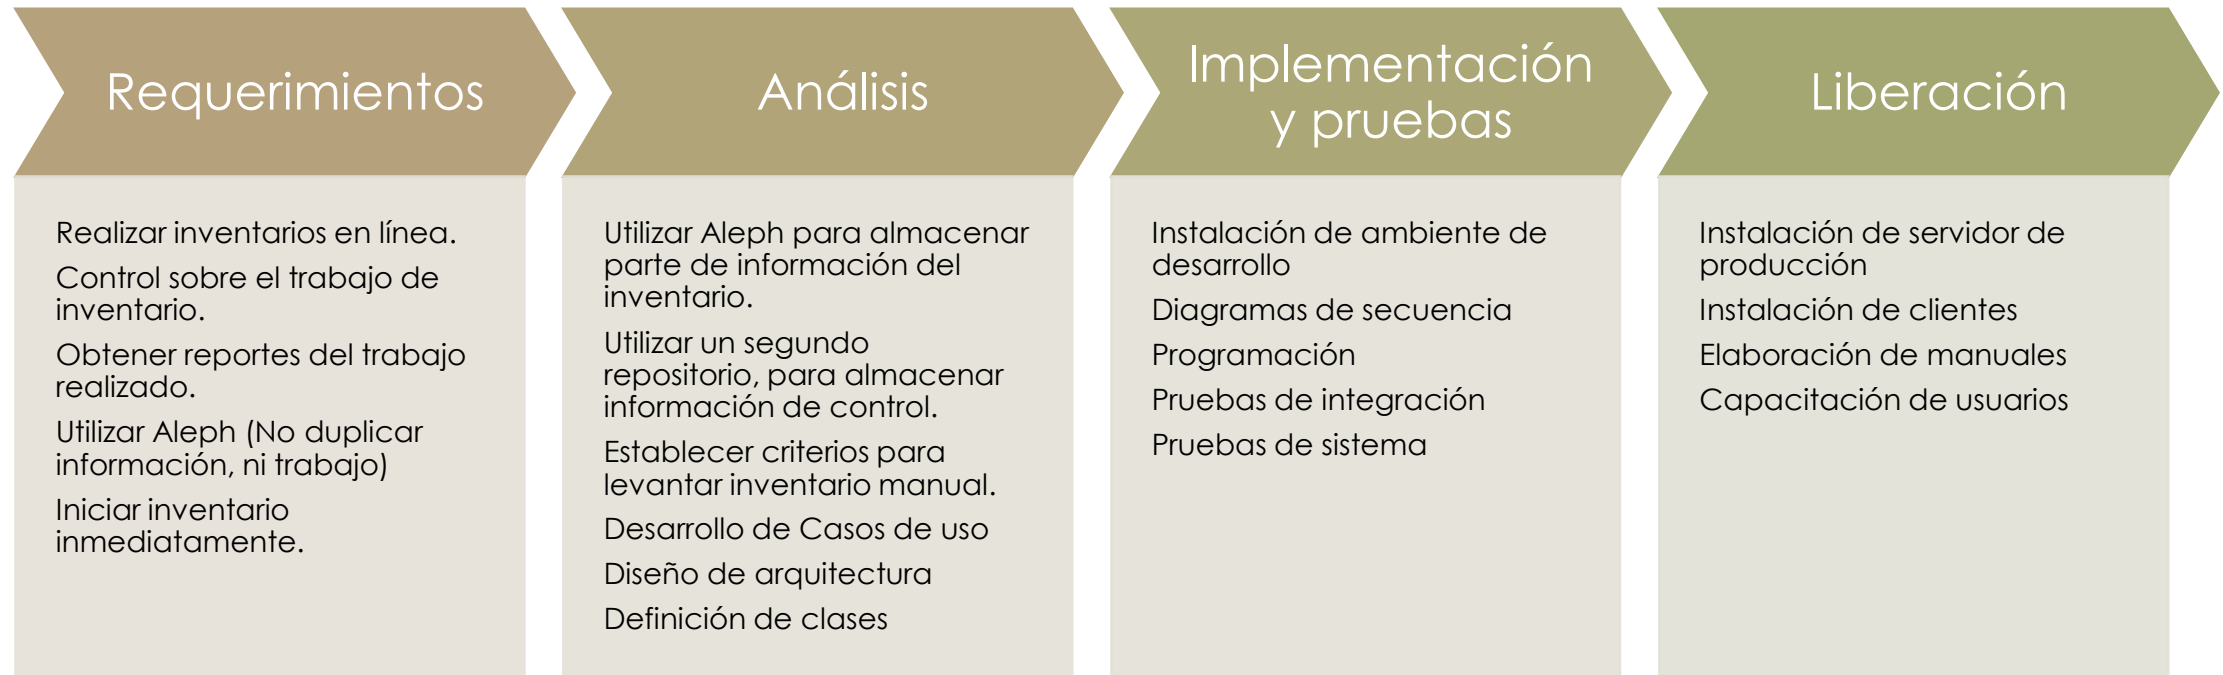 Requerimientos
Realizar inventarios en línea.
Control sobre el trabajo de
inventario.
Obtener reportes del trabajo
realizado.
Utilizar Aleph (No duplicar
información, ni trabajo)
Iniciar inventario
inmediatamente.
Análisis
Utilizar Aleph para almacenar
parte de información del
inventario.
Utilizar un segundo
repositorio, para almacenar
información de control.
Establecer criterios para
levantar inventario manual.
Desarrollo de Casos de uso
Diseño de arquitectura
Definición de clases
Implementación
y pruebas
Instalación de ambiente de
desarrollo
Diagramas de secuencia
Programación
Pruebas de integración
Pruebas de sistema
Liberación
Instalación de servidor de
producción
Instalación de clientes
Elaboración de manuales
Capacitación de usuarios